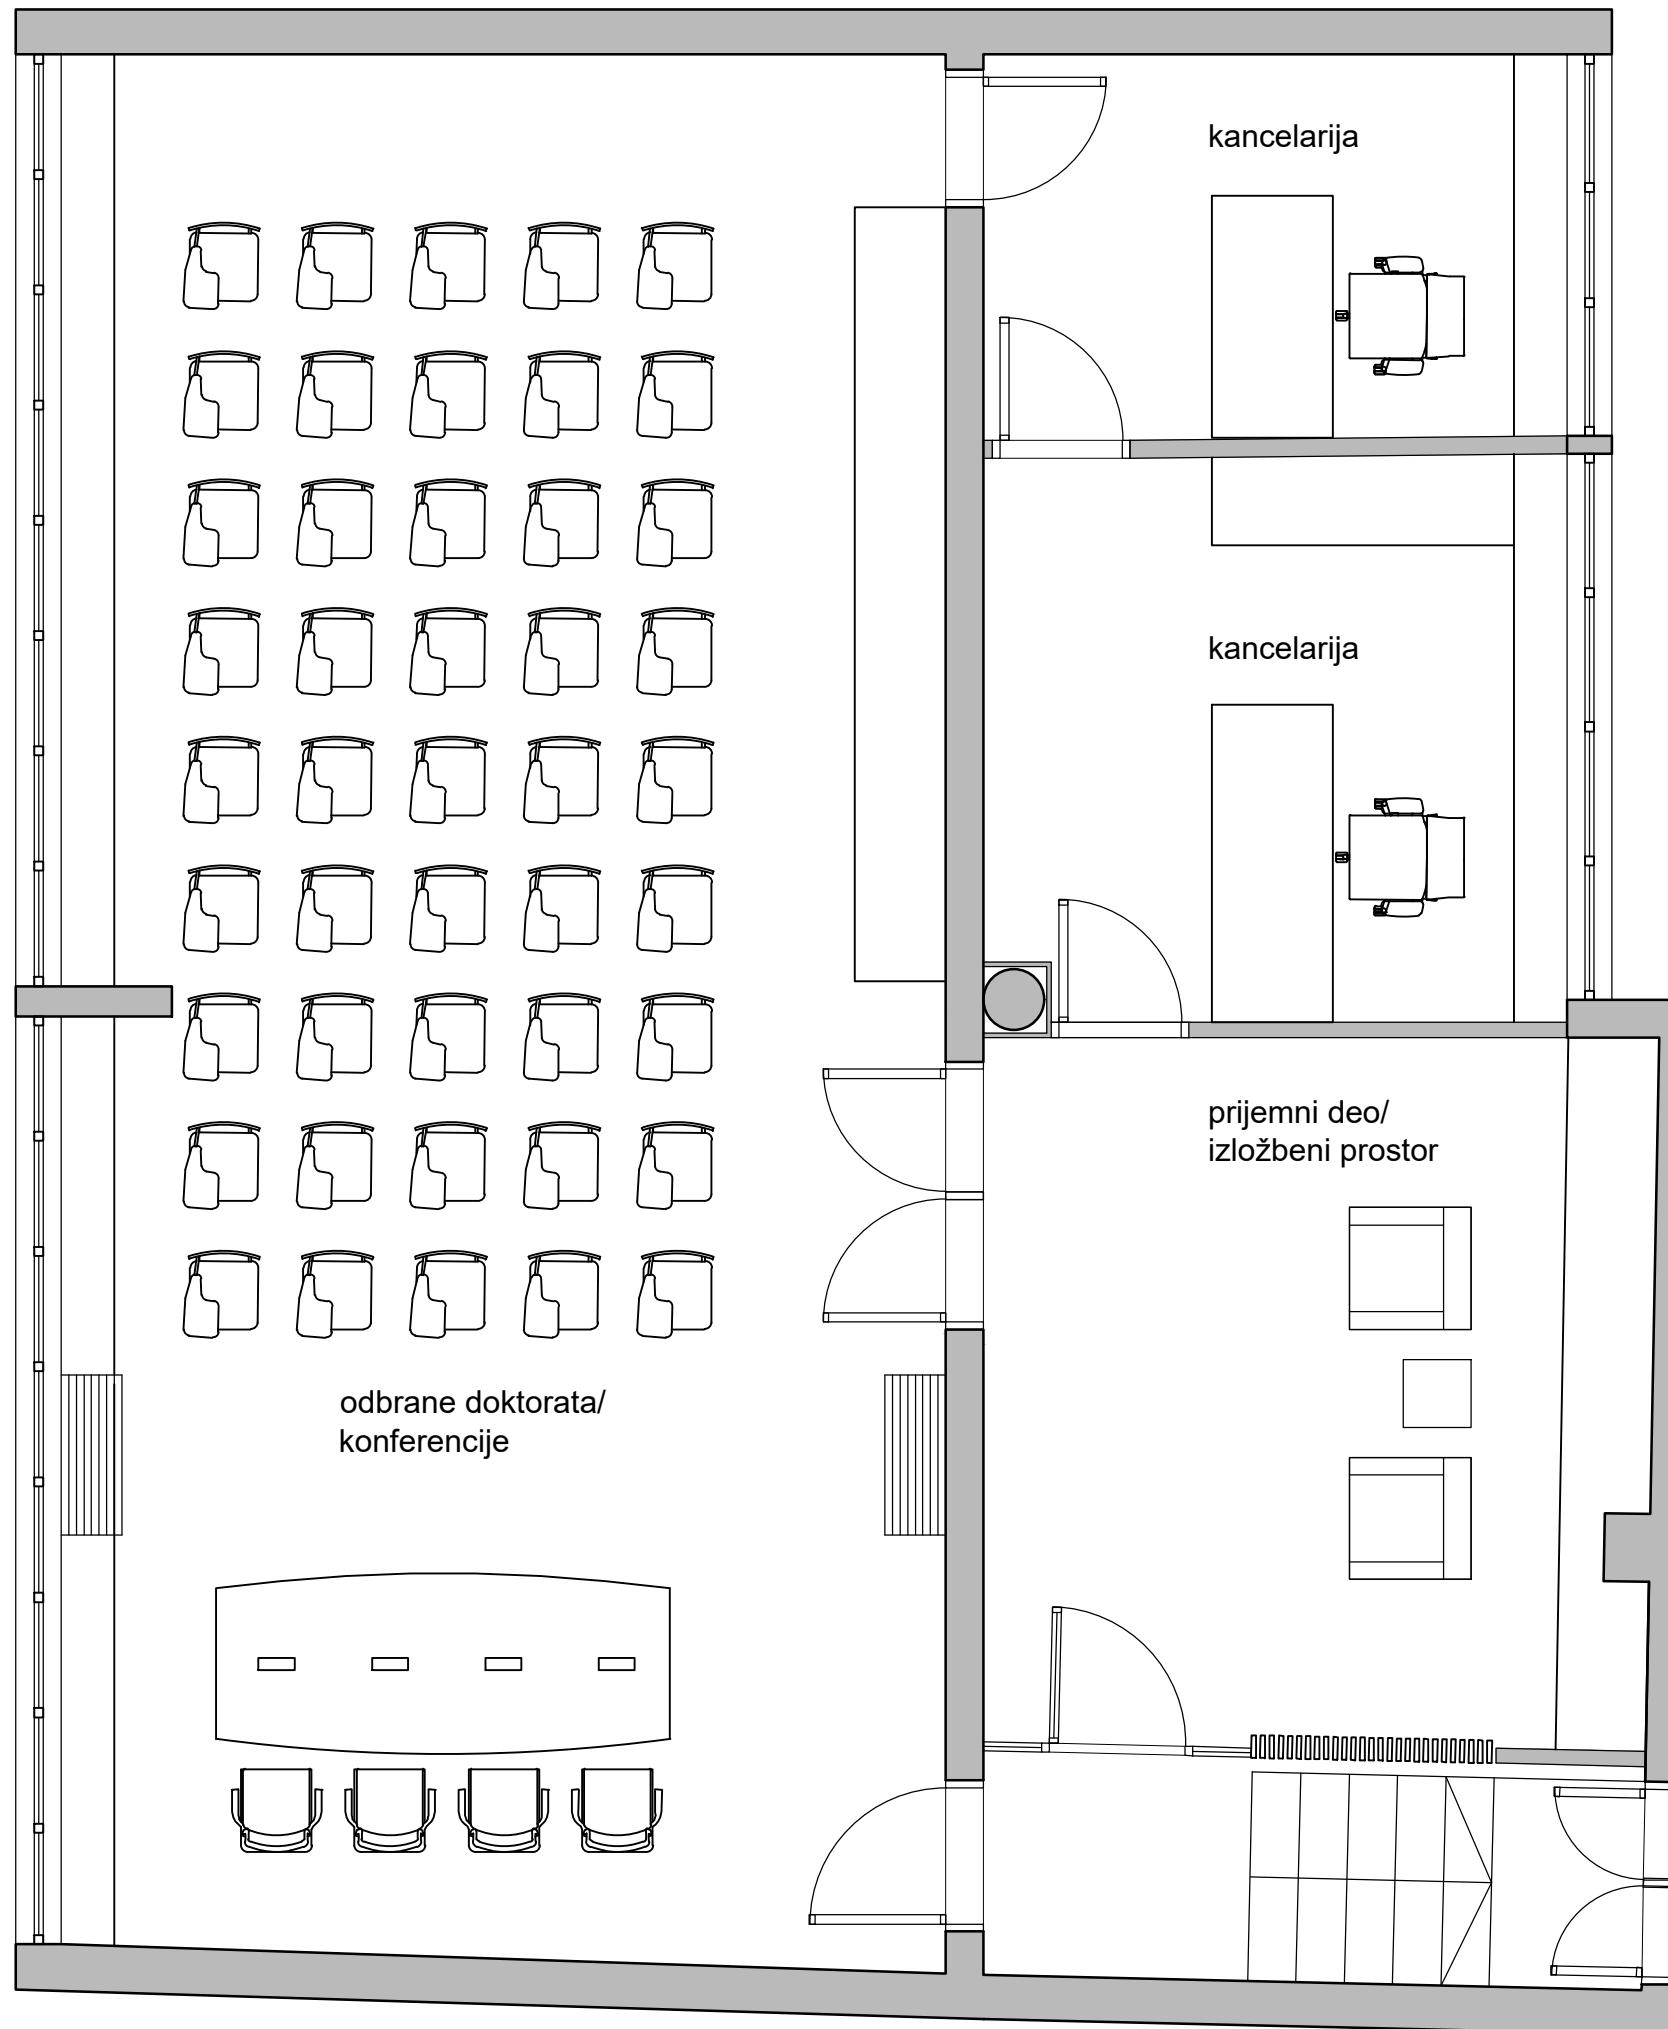 kancelarija
kancelarija
prijemni deo/
izložbeni prostor
odbrane doktorata/
konferencije